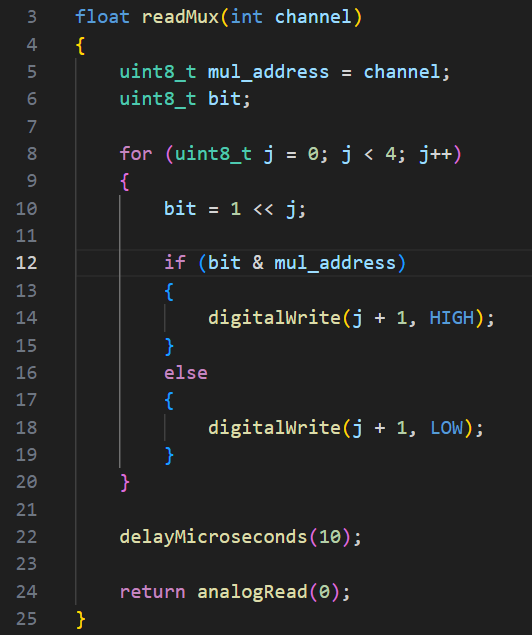 3 float readMux(int channel)
4 {
5 uint8_t mul_address = channel;
6 uint8_t bit;
7
8 for (uint8_t j = 0; j < 4; j++)
9 {
10 bit = 1 << j;
11
12 if (bit & mul_address)
13 {
14 digitalWrite(j + 1, HIGH);
15 }
16 else
17 {
18 digitalWrite(j + 1, LOW);
19 }
20 }
21
22 delayMicroseconds(10);
23
24 return analogRead(0);
25 }